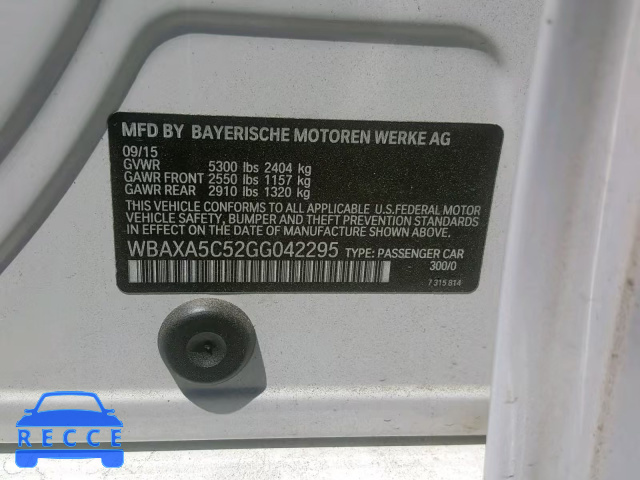 MFD BY BAYERISCHE MOTOREN WERKE AG
09/15
GVWR 5300 lbs 2404 kg
GAWR FRONT 2550 lbs 1157 kg
GAWR REAR 2910 lbs 1320 kg
THIS VEHICLE CONFORMS TO ALL APPLICABLE U.S.FEDERAL MOTOR
VEHICLE SAFETY, BUMPER AND THEFT PREVENTION STANDARDS
IN EFFECT ON THE DATE OF MANUFACTURE SHOWN ABOVE.
WBAXA5C52GG042295 TYPE: PASSENGER CAR
300/0
7 315 814
RECCE